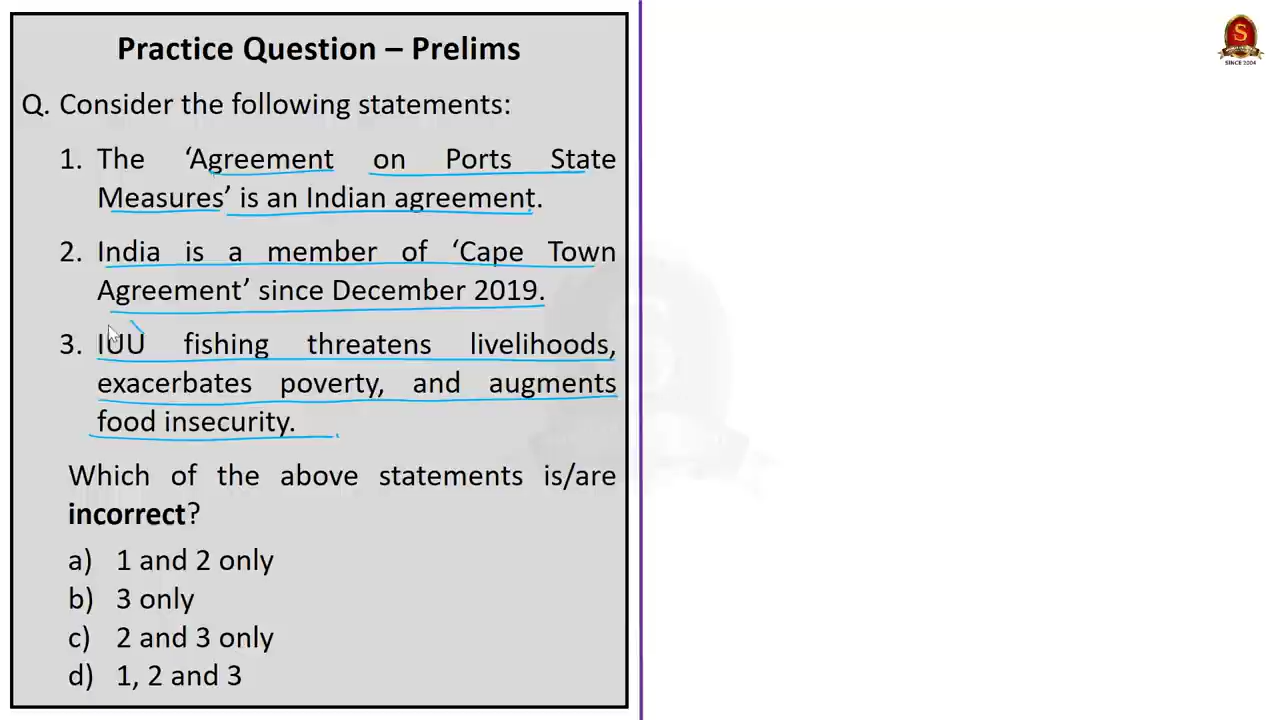 Practice Question – Prelims
Q. Consider the following statements:
1. The ‘Agreement on Ports State
Measures’ is an Indian agreement.
2. India is a member of ‘Cape Town
Agreement’ since December 2019.
3. IUU fishing threatens livelihoods,
exacerbates poverty, and augments
food insecurity.
Which of the above statements is/are
incorrect?
a) 1 and 2 only
b) 3 only
c) 2 and 3 only
d) 1, 2 and 3
S
SINCE 2004